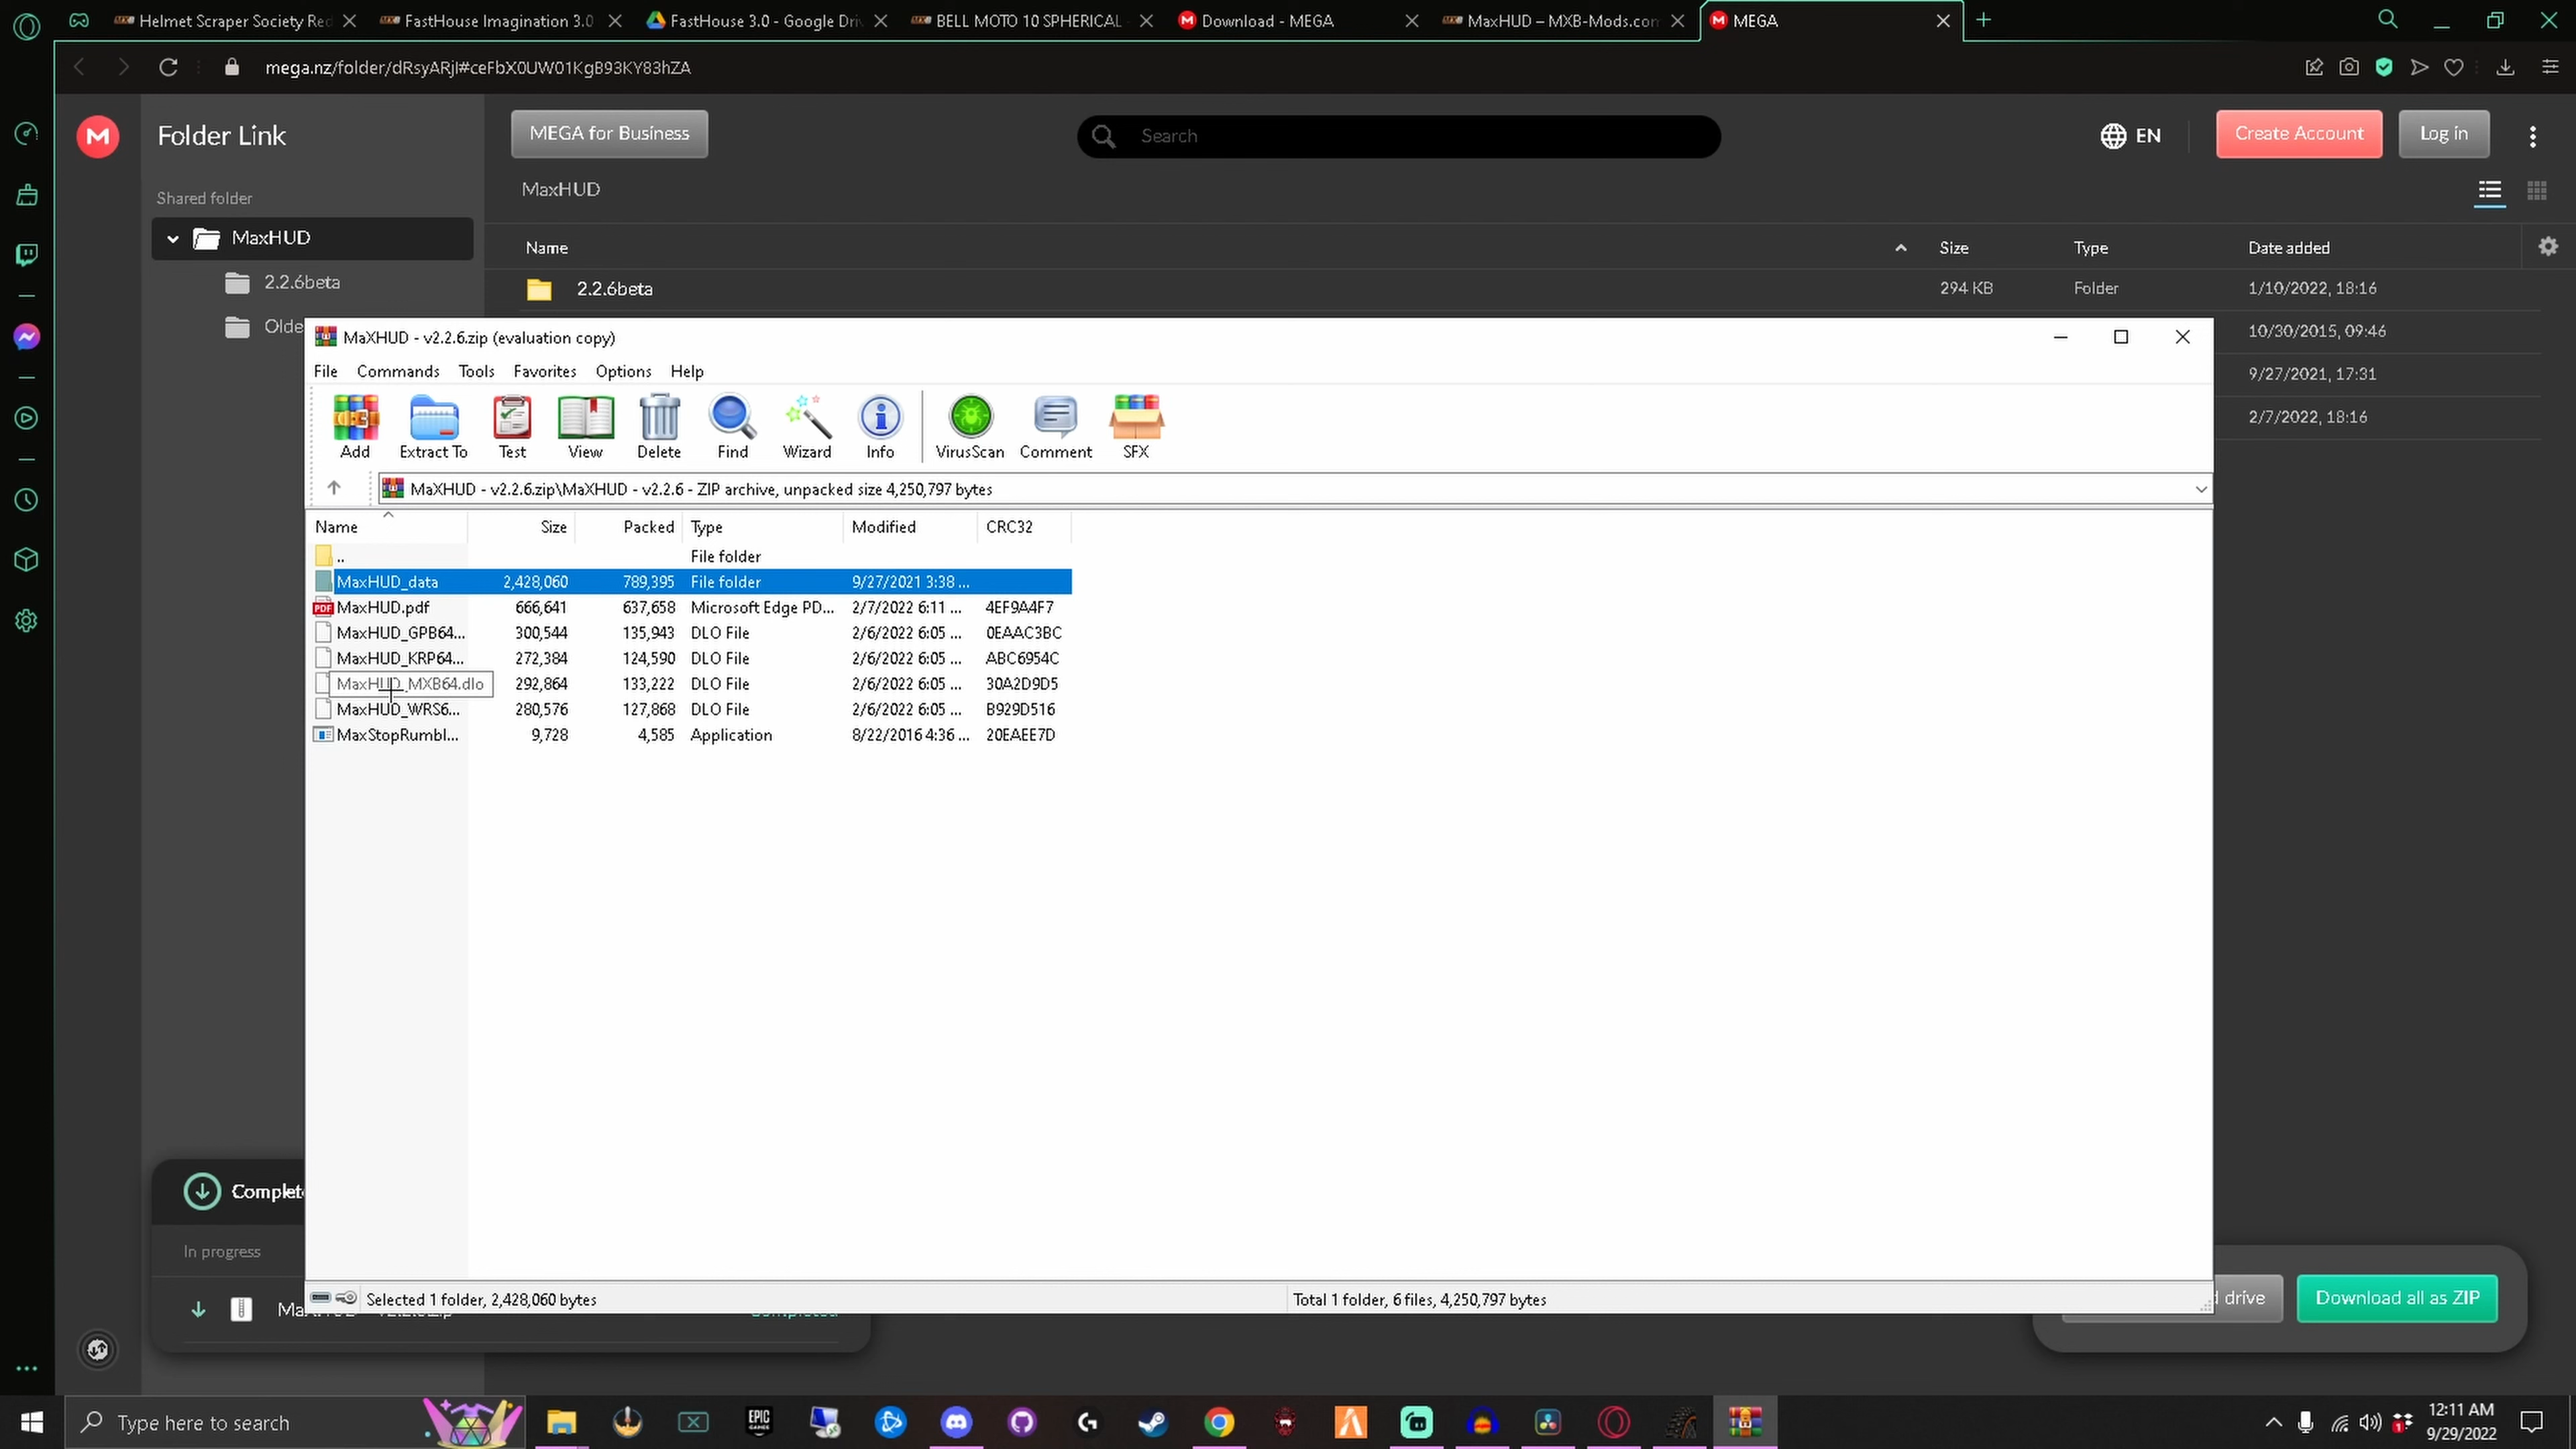 Helmet Scraper Society Red
FastHouse Imagination 3.0
FastHouse 3.0 - Google Driv
BELL MOTO 10 SPHERICAL
Download - MEGA
MaxHUD – MXB-Mods.com
MEGA
mega.nz/folder/dRsyARjI#ceFbX0UW01KgB93KY83hZA
Folder Link
MEGA for Business
Search
EN
Create Account
Log in
Shared folder
MaxHUD
MaxHUD
2.2.6beta
Olde
Name
Size
Type
Date added
2.2.6beta
294 KB
Folder
1/10/2022, 18:16
10/30/2015, 09:46
9/27/2021, 17:31
2/7/2022, 18:16
MaXHUD - v2.2.6.zip (evaluation copy)
File Commands Tools Favorites Options Help
Add Extract To Test View Delete Find Wizard Info VirusScan Comment SFX
MaXHUD - v2.2.6.zip\MaXHUD - v2.2.6 - ZIP archive, unpacked size 4,250,797 bytes
Name Size Packed Type Modified CRC32
.. File folder
MaxHUD_data 2,428,060 789,395 File folder 9/27/2021 3:38 ...
MaxHUD.pdf 666,641 637,658 Microsoft Edge PD... 2/7/2022 6:11 ... 4EF9A4F7
MaxHUD_GPB64... 300,544 135,943 DLO File 2/6/2022 6:05 ... 0EAAC3BC
MaxHUD_KRP64... 272,384 124,590 DLO File 2/6/2022 6:05 ... ABC6954C
MaxHUD_MXB64.dlo 292,864 133,222 DLO File 2/6/2022 6:05 ... 30A2D9D5
MaxHUD_WRS6... 280,576 127,868 DLO File 2/6/2022 6:05 ... B929D516
MaxStopRumbl... 9,728 4,585 Application 8/22/2016 4:36 ... 20EAEE7D
Selected 1 folder, 2,428,060 bytes
Total 1 folder, 6 files, 4,250,797 bytes
Complete
In progress
d drive
Download all as ZIP
Type here to search
EPIC GAMES
12:11 AM
9/29/2022